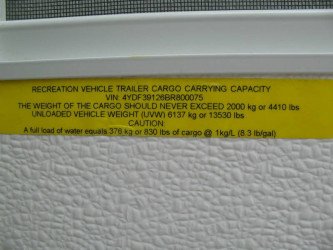 RECREATION VEHICLE TRAILER CARGO CARRYING CAPACITY
VIN: 4YDF39126BR800075
THE WEIGHT OF THE CARGO SHOULD NEVER EXCEED 2000 kg or 4410 lbs
UNLOADED VEHICLE WEIGHT (UVW) 6137 kg or 13530 lbs
CAUTION:
A full load of water equals 376 kg or 830 lbs of cargo @ 1kg/L (8.3 lb/gal)